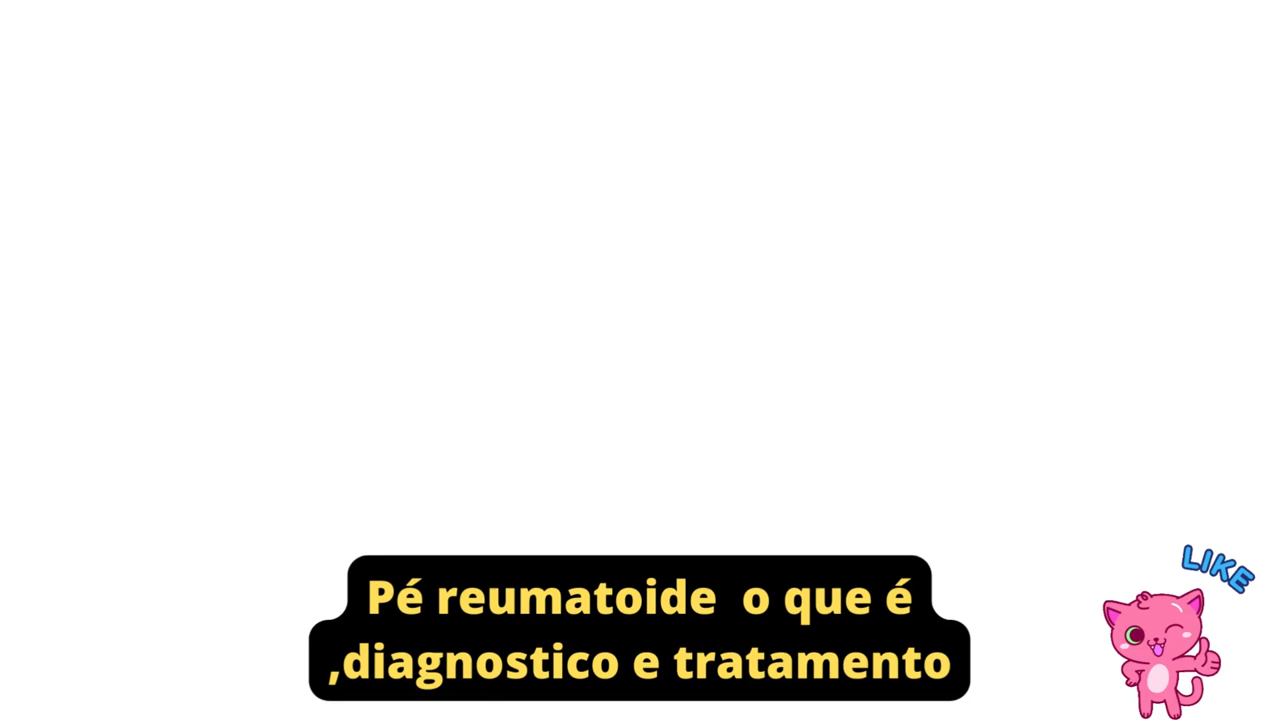 Pé reumatoide  o que é
,diagnostico e tratamento
LIKE